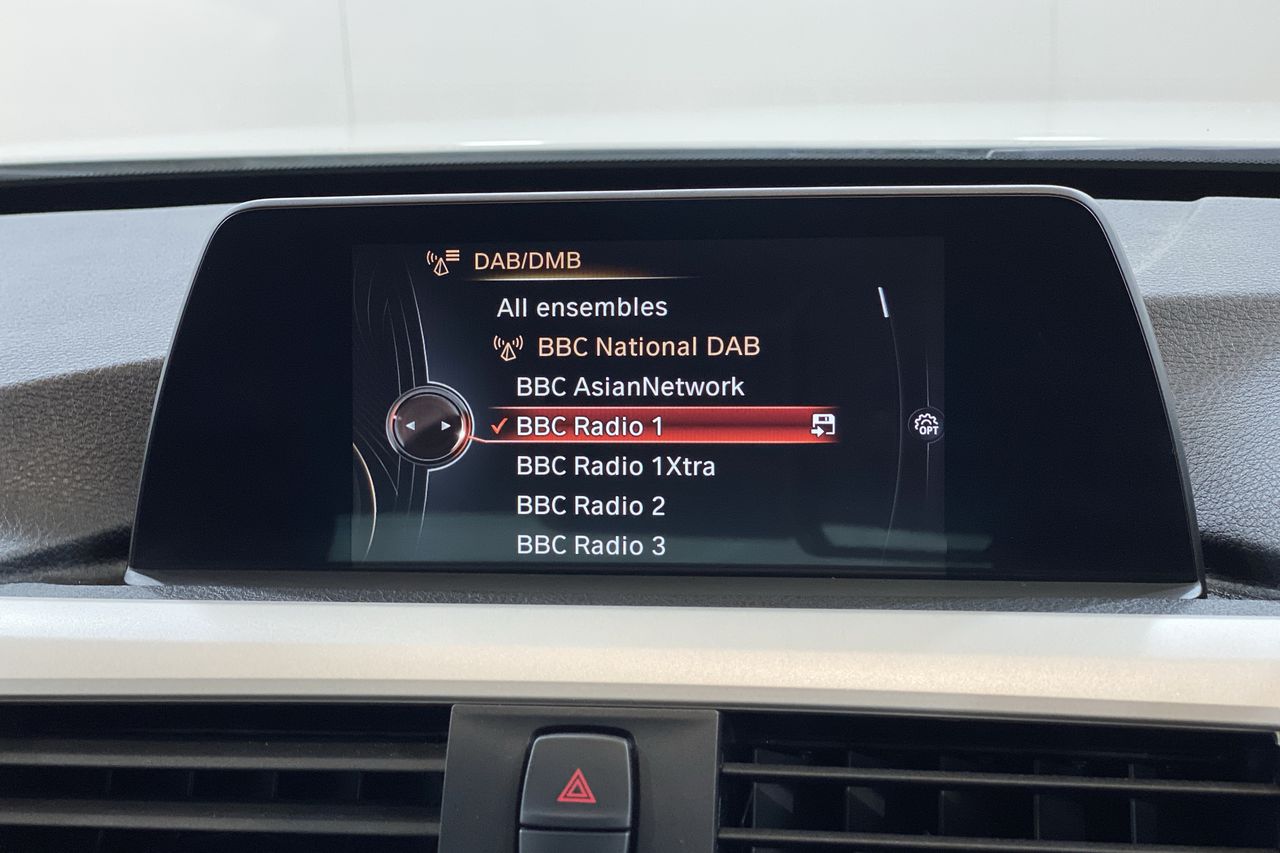 DAB/DMB
All ensembles
BBC National DAB
BBC AsianNetwork
BBC Radio 1
OPT
BBC Radio 1Xtra
BBC Radio 2
BBC Radio 3